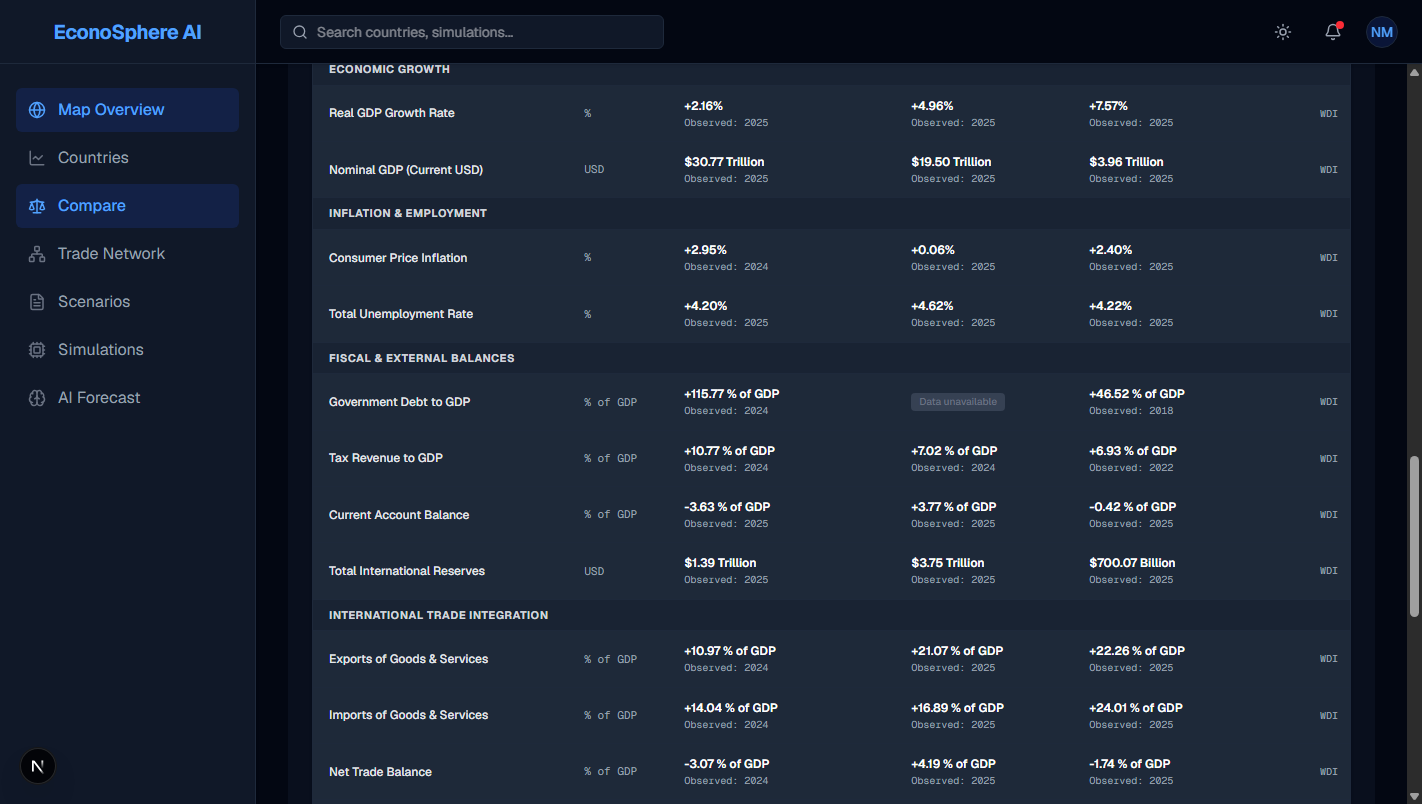 EconoSphere AI
Search countries, simulations...
NM
Map Overview
Countries
Compare
Trade Network
Scenarios
Simulations
AI Forecast
N
ECONOMIC GROWTH
Real GDP Growth Rate % +2.16% +4.96% +7.57% WDI
Observed: 2025 Observed: 2025 Observed: 2025
Nominal GDP (Current USD) USD $30.77 Trillion $19.50 Trillion $3.96 Trillion WDI
Observed: 2025 Observed: 2025 Observed: 2025
INFLATION & EMPLOYMENT
Consumer Price Inflation % +2.95% +0.06% +2.40% WDI
Observed: 2024 Observed: 2025 Observed: 2025
Total Unemployment Rate % +4.20% +4.62% +4.22% WDI
Observed: 2025 Observed: 2025 Observed: 2025
FISCAL & EXTERNAL BALANCES
Government Debt to GDP % of GDP +115.77 % of GDP Data unavailable +46.52 % of GDP WDI
Observed: 2024 Observed: 2018
Tax Revenue to GDP % of GDP +10.77 % of GDP +7.02 % of GDP +6.93 % of GDP WDI
Observed: 2024 Observed: 2024 Observed: 2022
Current Account Balance % of GDP -3.63 % of GDP +3.77 % of GDP -0.42 % of GDP WDI
Observed: 2025 Observed: 2025 Observed: 2025
Total International Reserves USD $1.39 Trillion $3.75 Trillion $700.07 Billion WDI
Observed: 2025 Observed: 2025 Observed: 2025
INTERNATIONAL TRADE INTEGRATION
Exports of Goods & Services % of GDP +10.97 % of GDP +21.07 % of GDP +22.26 % of GDP WDI
Observed: 2024 Observed: 2025 Observed: 2025
Imports of Goods & Services % of GDP +14.04 % of GDP +16.89 % of GDP +24.01 % of GDP WDI
Observed: 2024 Observed: 2025 Observed: 2025
Net Trade Balance % of GDP -3.07 % of GDP +4.19 % of GDP -1.74 % of GDP WDI
Observed: 2024 Observed: 2025 Observed: 2025